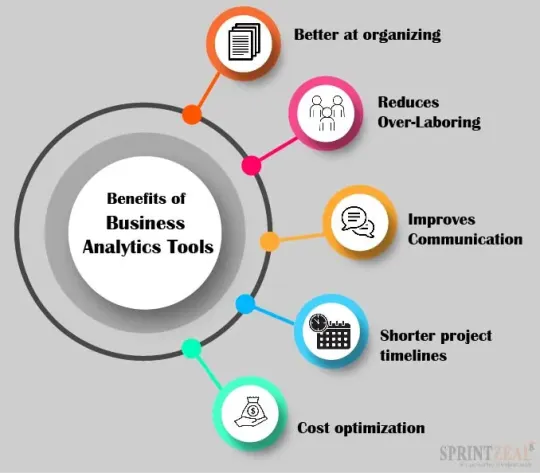 Better at organizing
Reduces
Over-Laboring
Benefits of
Business
Analytics Tools
Improves
Communication
Shorter project
timelines
Cost optimization
SPRINTZEAL